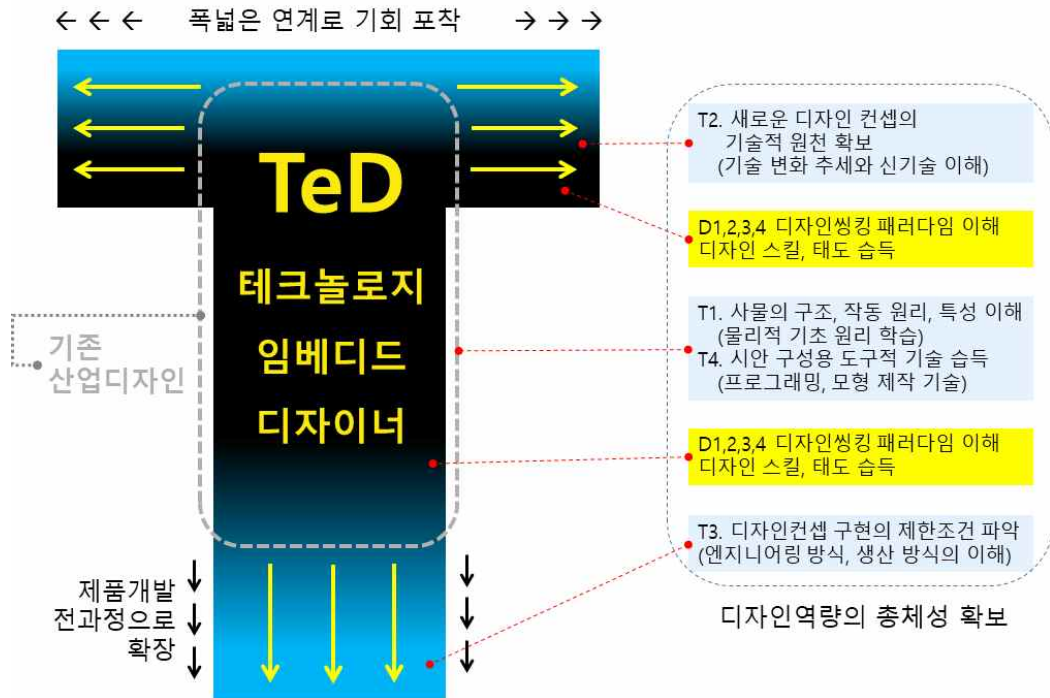 ← ← ← 폭넓은 연계로 기회 포착 → → →
TeD
테크놀로지
임베디드
디자이너
기존
산업디자인
제품개발
전과정으로
확장
T2. 새로운 디자인 컨셉의
기술적 원천 확보
(기술 변화 추세와 신기술 이해)
D1,2,3,4 디자인씽킹 패러다임 이해
디자인 스킬, 태도 습득
T1. 사물의 구조, 작동 원리, 특성 이해
(물리적 기초 원리 학습)
T4. 시안 구성용 도구적 기술 습득
(프로그래밍, 모형 제작 기술)
D1,2,3,4 디자인씽킹 패러다임 이해
디자인 스킬, 태도 습득
T3. 디자인컨셉 구현의 제한조건 파악
(엔지니어링 방식, 생산 방식의 이해)
디자인역량의 총체성 확보